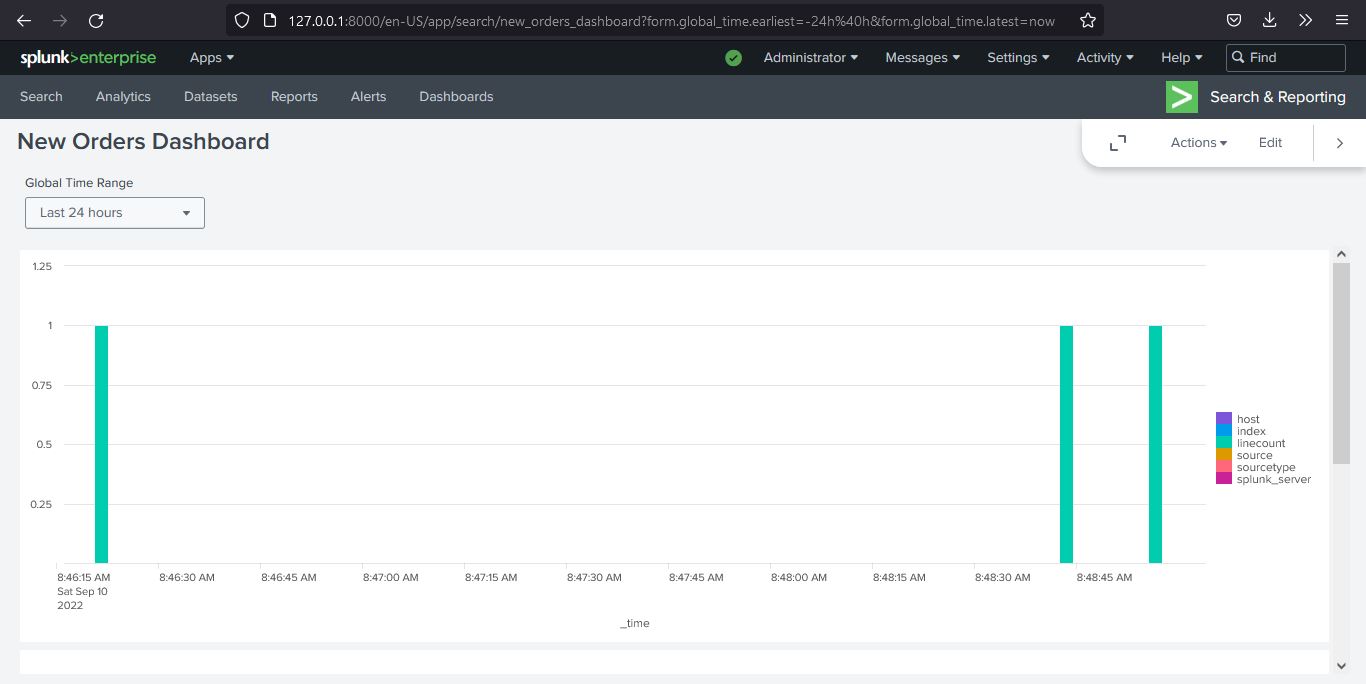 127.0.0.1:8000/en-US/app/search/new_orders_dashboard?form.global_time.earliest=-24h%40h&form.global_time.latest=now
splunk>enterprise Apps Administrator Messages Settings Activity Help Find
Search Analytics Datasets Reports Alerts Dashboards Search & Reporting
New Orders Dashboard
Actions Edit
Global Time Range
Last 24 hours
1.25
1
0.75
0.5
0.25
host
index
linecount
source
sourcetype
splunk_server
8:46:15 AM 8:46:30 AM 8:46:45 AM 8:47:00 AM 8:47:15 AM 8:47:30 AM 8:47:45 AM 8:48:00 AM 8:48:15 AM 8:48:30 AM 8:48:45 AM
Sat Sep 10
2022
_time